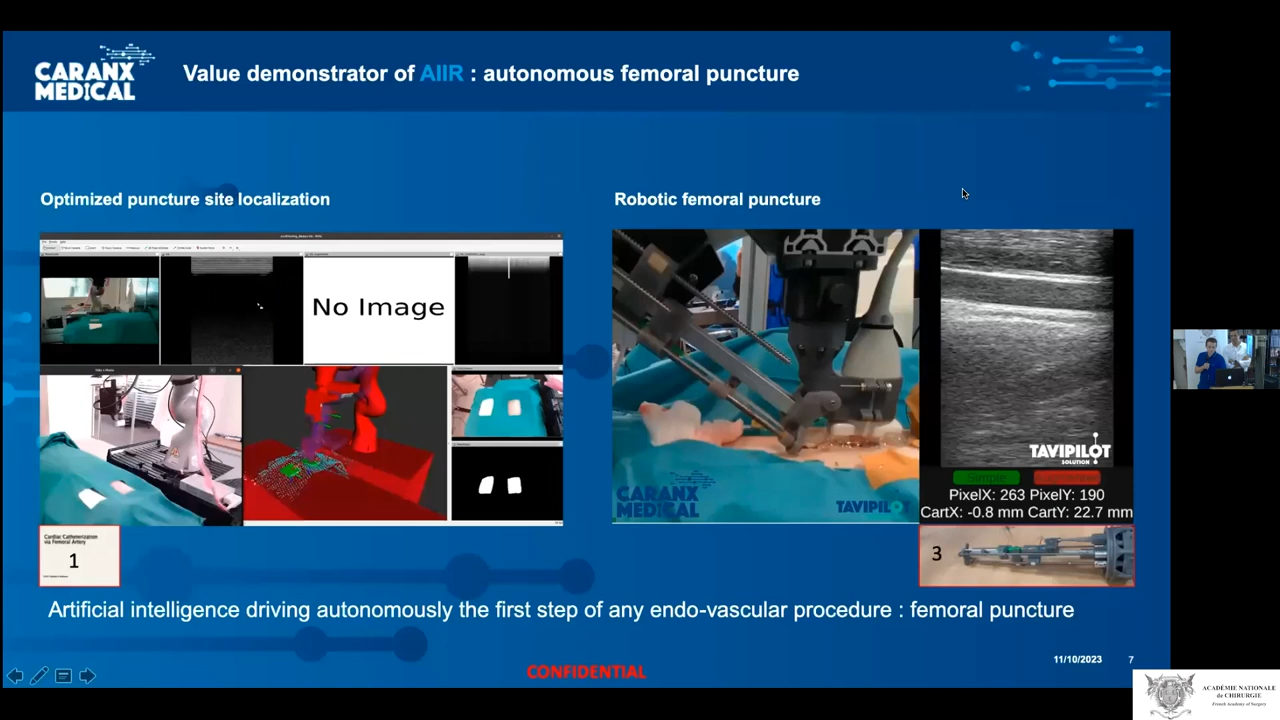 CARANX
MEDICAL
Value demonstrator of AIIR : autonomous femoral puncture
Optimized puncture site localization
Robotic femoral puncture
No Image
CARANX
MEDICAL
TAVIPILOT
TAVIPILOT
SOLUTION
PixelX: 263 PixelY: 190
CartX: -0.8 mm CartY: 22.7 mm
Cardiac Catheterization
via Femoral Artery
1
3
Artificial intelligence driving autonomously the first step of any endo-vascular procedure : femoral puncture
CONFIDENTIAL
11/10/2023
7
ACADÉMIE NATIONALE
de CHIRURGIE
French Academy of Surgery